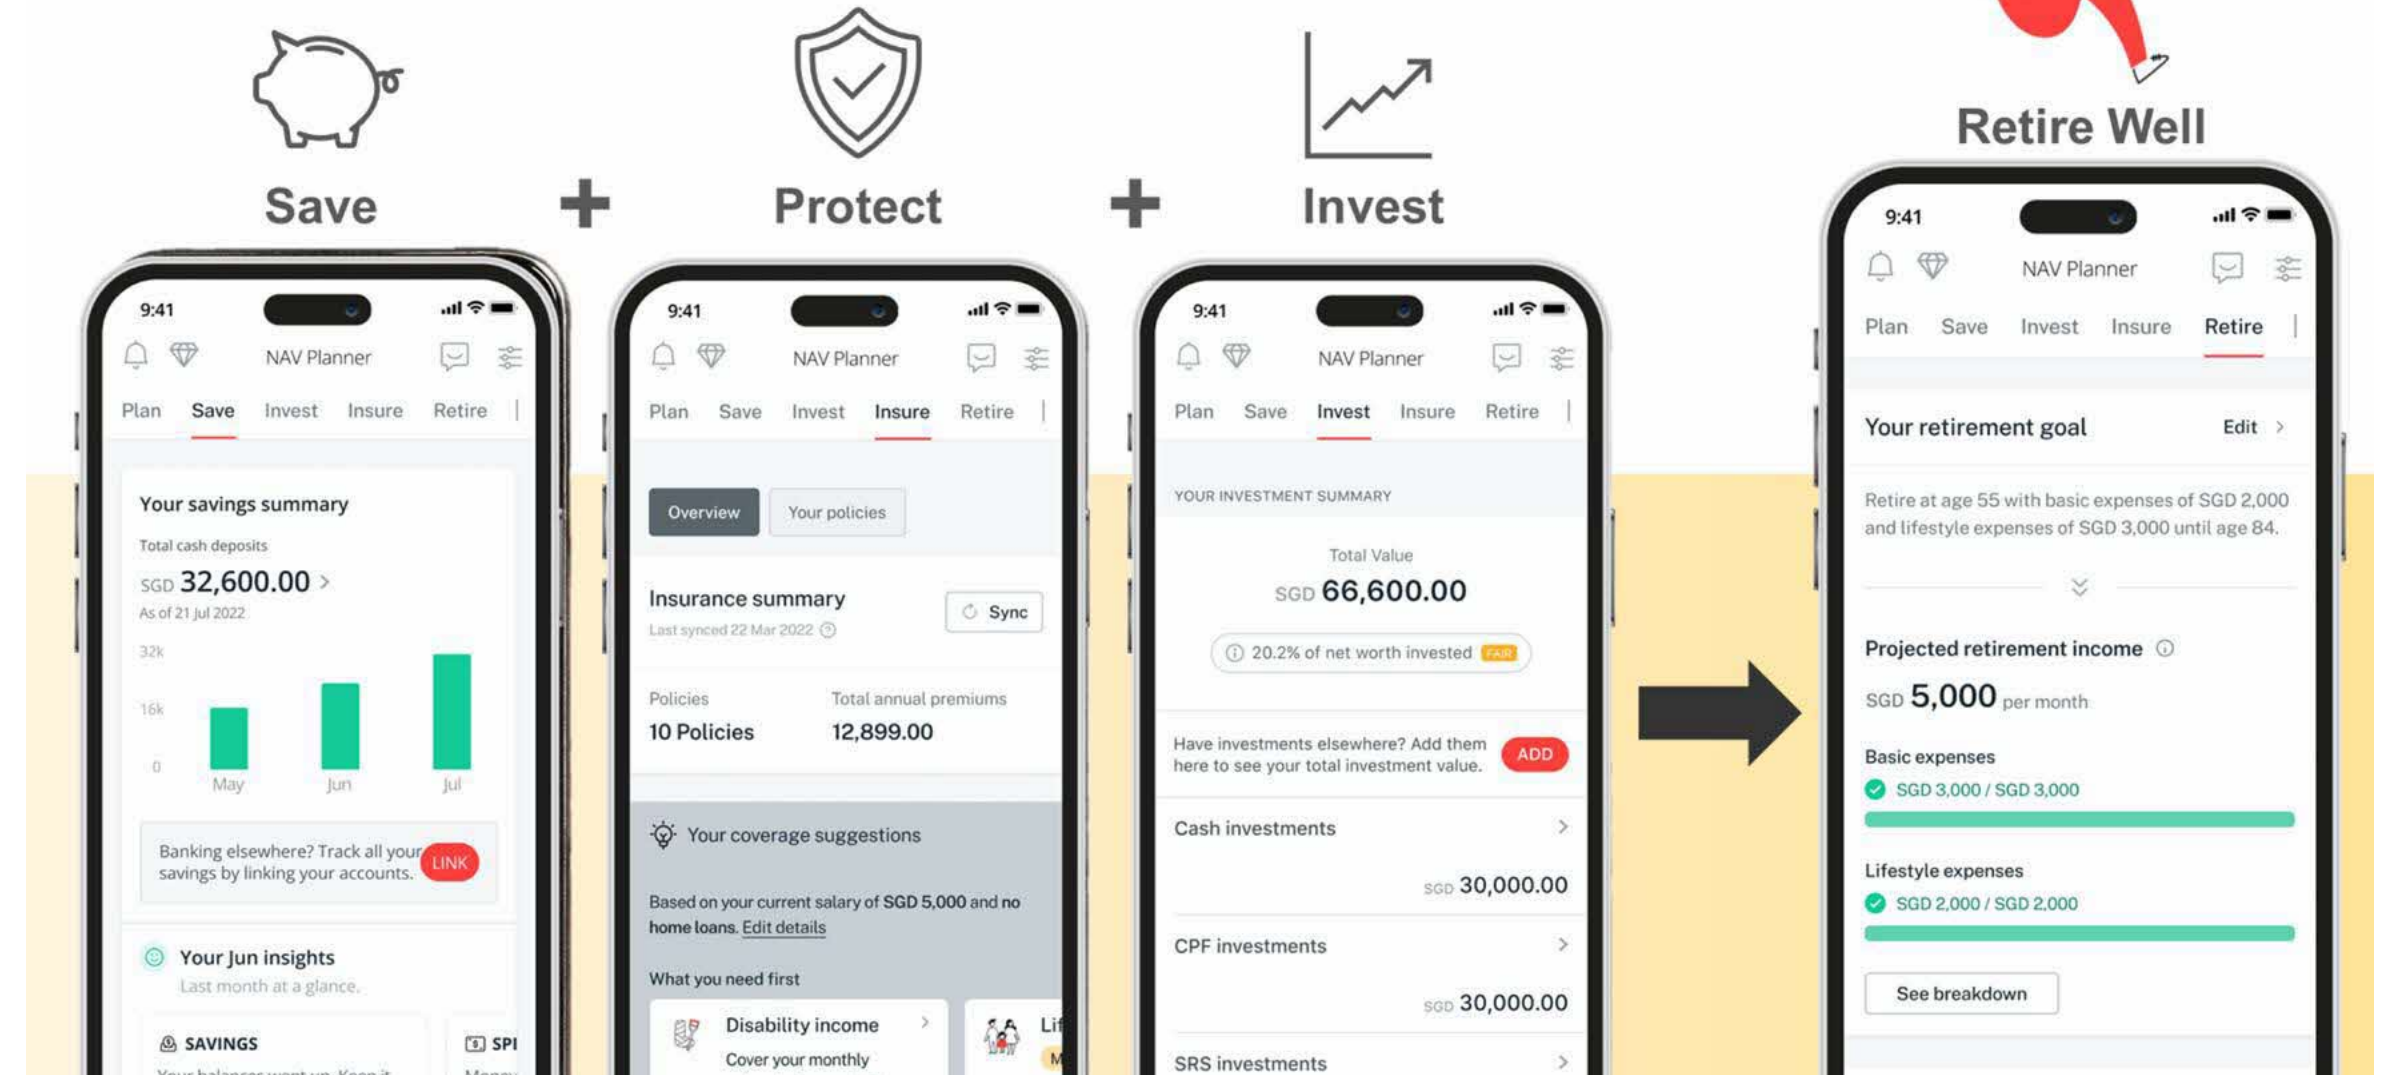 Save
+
Protect
+
Invest
Retire Well
9:41
NAV Planner
Plan Save Invest Insure Retire
Your savings summary
Total cash deposits
SGD 32,600.00 >
As of 21 Jul 2022
32k
16k
0
May Jun Jul
Banking elsewhere? Track all your
savings by linking your accounts.
LINK
Your Jun insights
Last month at a glance.
SAVINGS
SPE
Your balances went up. Keep it
Money
9:41
NAV Planner
Plan Save Invest Insure Retire
Overview
Your policies
Insurance summary
Last synced 22 Mar 2022
Sync
Policies
10 Policies
Total annual premiums
12,899.00
Your coverage suggestions
Based on your current salary of SGD 5,000 and no
home loans. Edit details
What you need first
Disability income >
Cover your monthly
Lif
M
9:41
NAV Planner
Plan Save Invest Insure Retire
YOUR INVESTMENT SUMMARY
Total Value
SGD 66,600.00
20.2% of net worth invested FAIR
Have investments elsewhere? Add them
here to see your total investment value.
ADD
Cash investments >
SGD 30,000.00
CPF investments >
SGD 30,000.00
SRS investments >
9:41
NAV Planner
Plan Save Invest Insure Retire
Your retirement goal
Edit >
Retire at age 55 with basic expenses of SGD 2,000
and lifestyle expenses of SGD 3,000 until age 84.
Projected retirement income
SGD 5,000 per month
Basic expenses
SGD 3,000 / SGD 3,000
Lifestyle expenses
SGD 2,000 / SGD 2,000
See breakdown